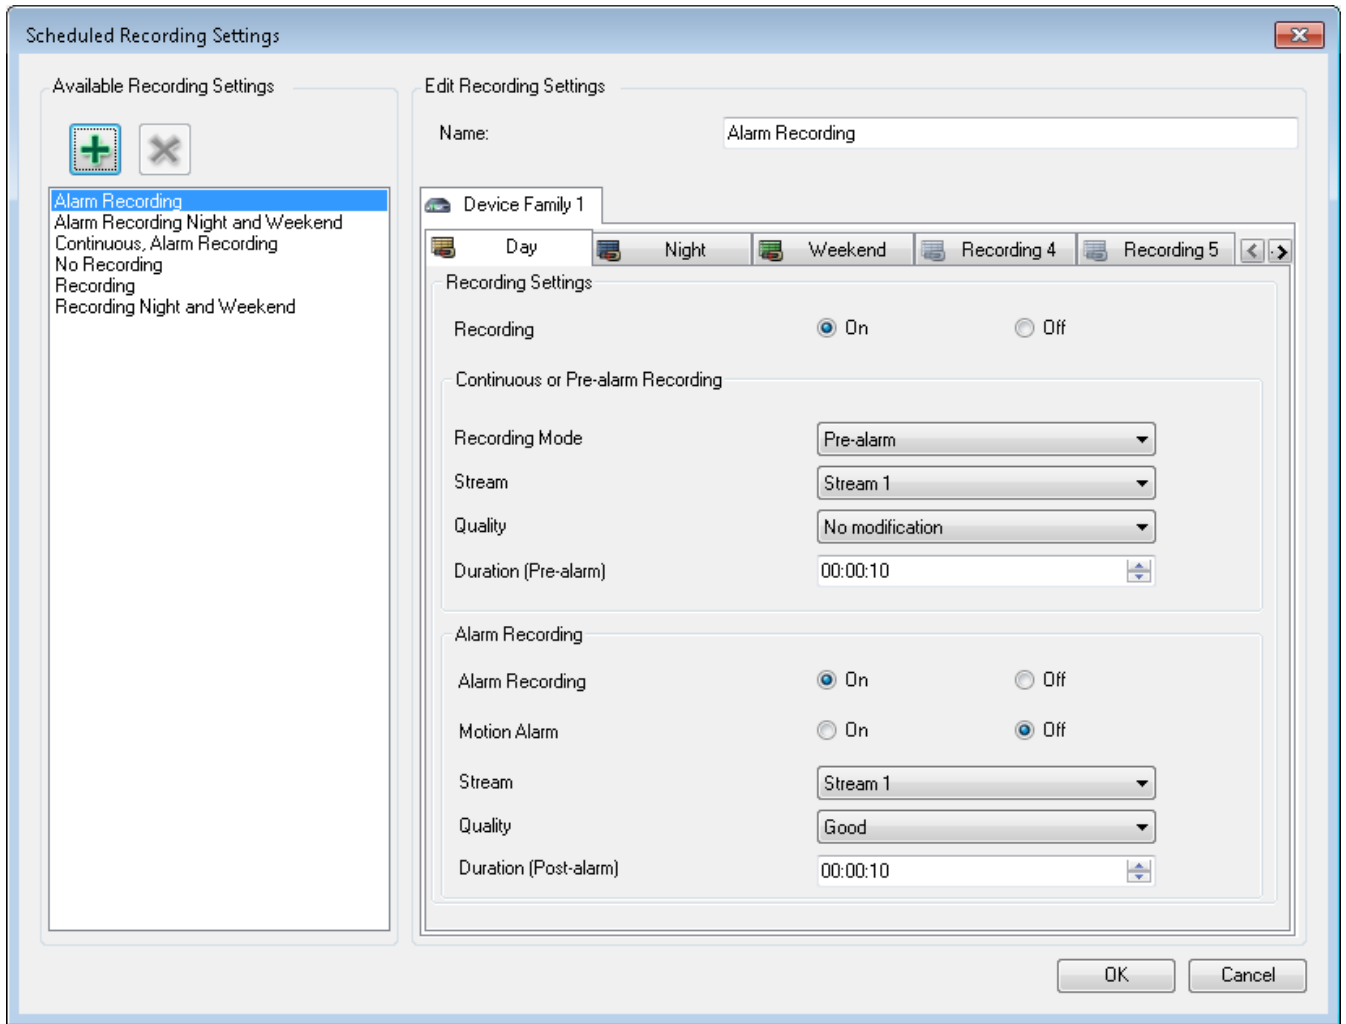 Scheduled Recording Settings
Available Recording Settings
Alarm Recording
Alarm Recording Night and Weekend
Continuous, Alarm Recording
No Recording
Recording
Recording Night and Weekend
Edit Recording Settings
Name: Alarm Recording
Device Family 1
Day Night Weekend Recording 4 Recording 5
Recording Settings
Recording On Off
Continuous or Pre-alarm Recording
Recording Mode Pre-alarm
Stream Stream 1
Quality No modification
Duration (Pre-alarm) 00:00:10
Alarm Recording
Alarm Recording On Off
Motion Alarm On Off
Stream Stream 1
Quality Good
Duration (Post-alarm) 00:00:10
OK Cancel